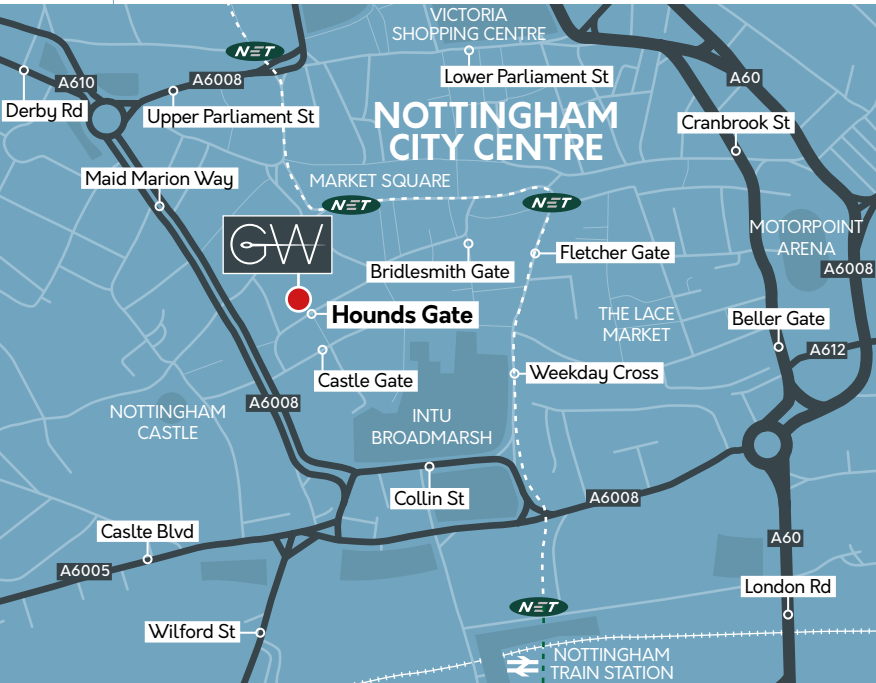 VICTORIA
SHOPPING CENTRE
NET
A610
A6008
Lower Parliament St
A60
Derby Rd
Upper Parliament St
NOTTINGHAM
CITY CENTRE
Cranbrook St
Maid Marion Way
MARKET SQUARE
NET
NET
GW
MOTORPOINT
ARENA
Bridlesmith Gate
Fletcher Gate
A6008
Hounds Gate
THE LACE
MARKET
Beller Gate
A612
Castle Gate
Weekday Cross
A6008
NOTTINGHAM
CASTLE
INTU
BROADMARSH
Collin St
A6008
Caslte Blvd
A60
A6005
London Rd
NET
Wilford St
NOTTINGHAM
TRAIN STATION